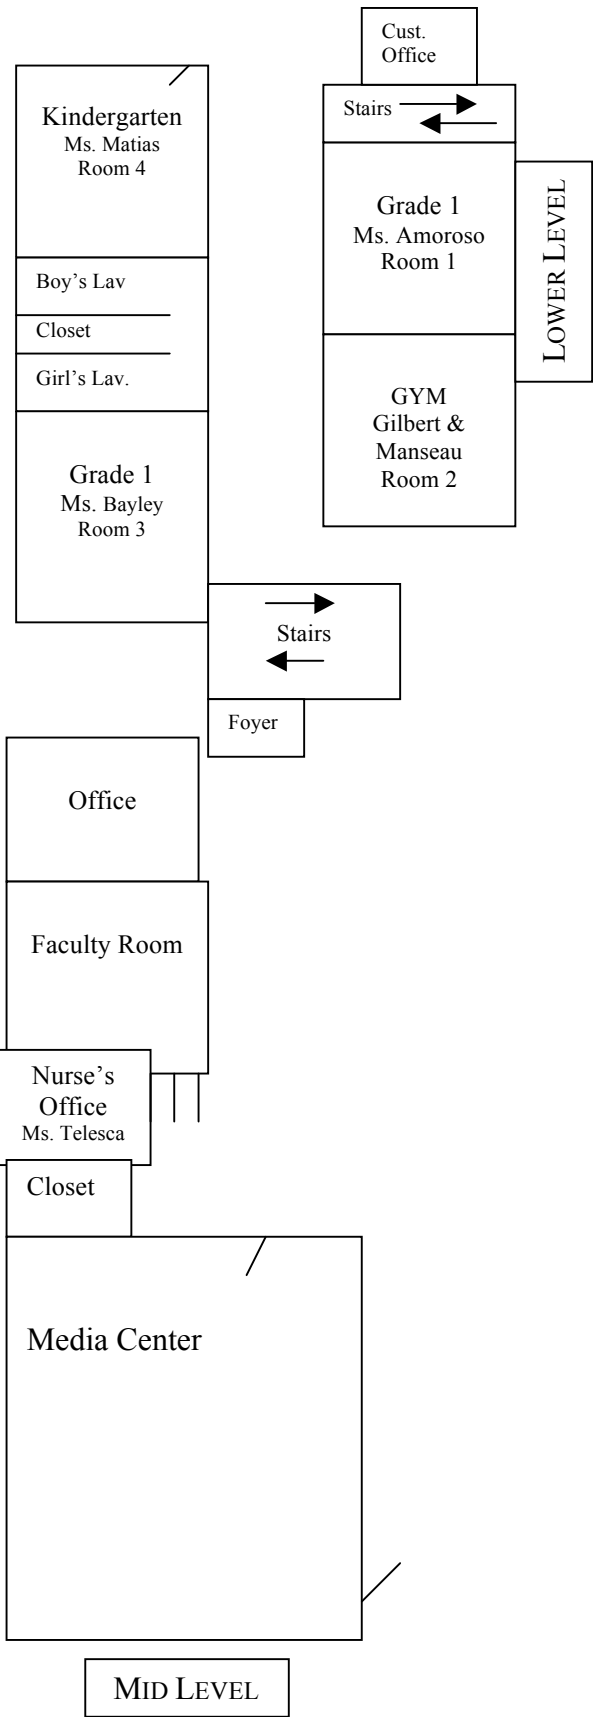 Cust.
Office
Stairs
Kindergarten
Ms. Matias
Room 4
Grade 1
Ms. Amoroso
Room 1
LOWER LEVEL
Boy's Lav
Closet
Girl's Lav.
GYM
Gilbert &
Manseau
Room 2
Grade 1
Ms. Bayley
Room 3
Stairs
Foyer
Office
Faculty Room
Nurse's
Office
Ms. Telesca
Closet
Media Center
MID LEVEL